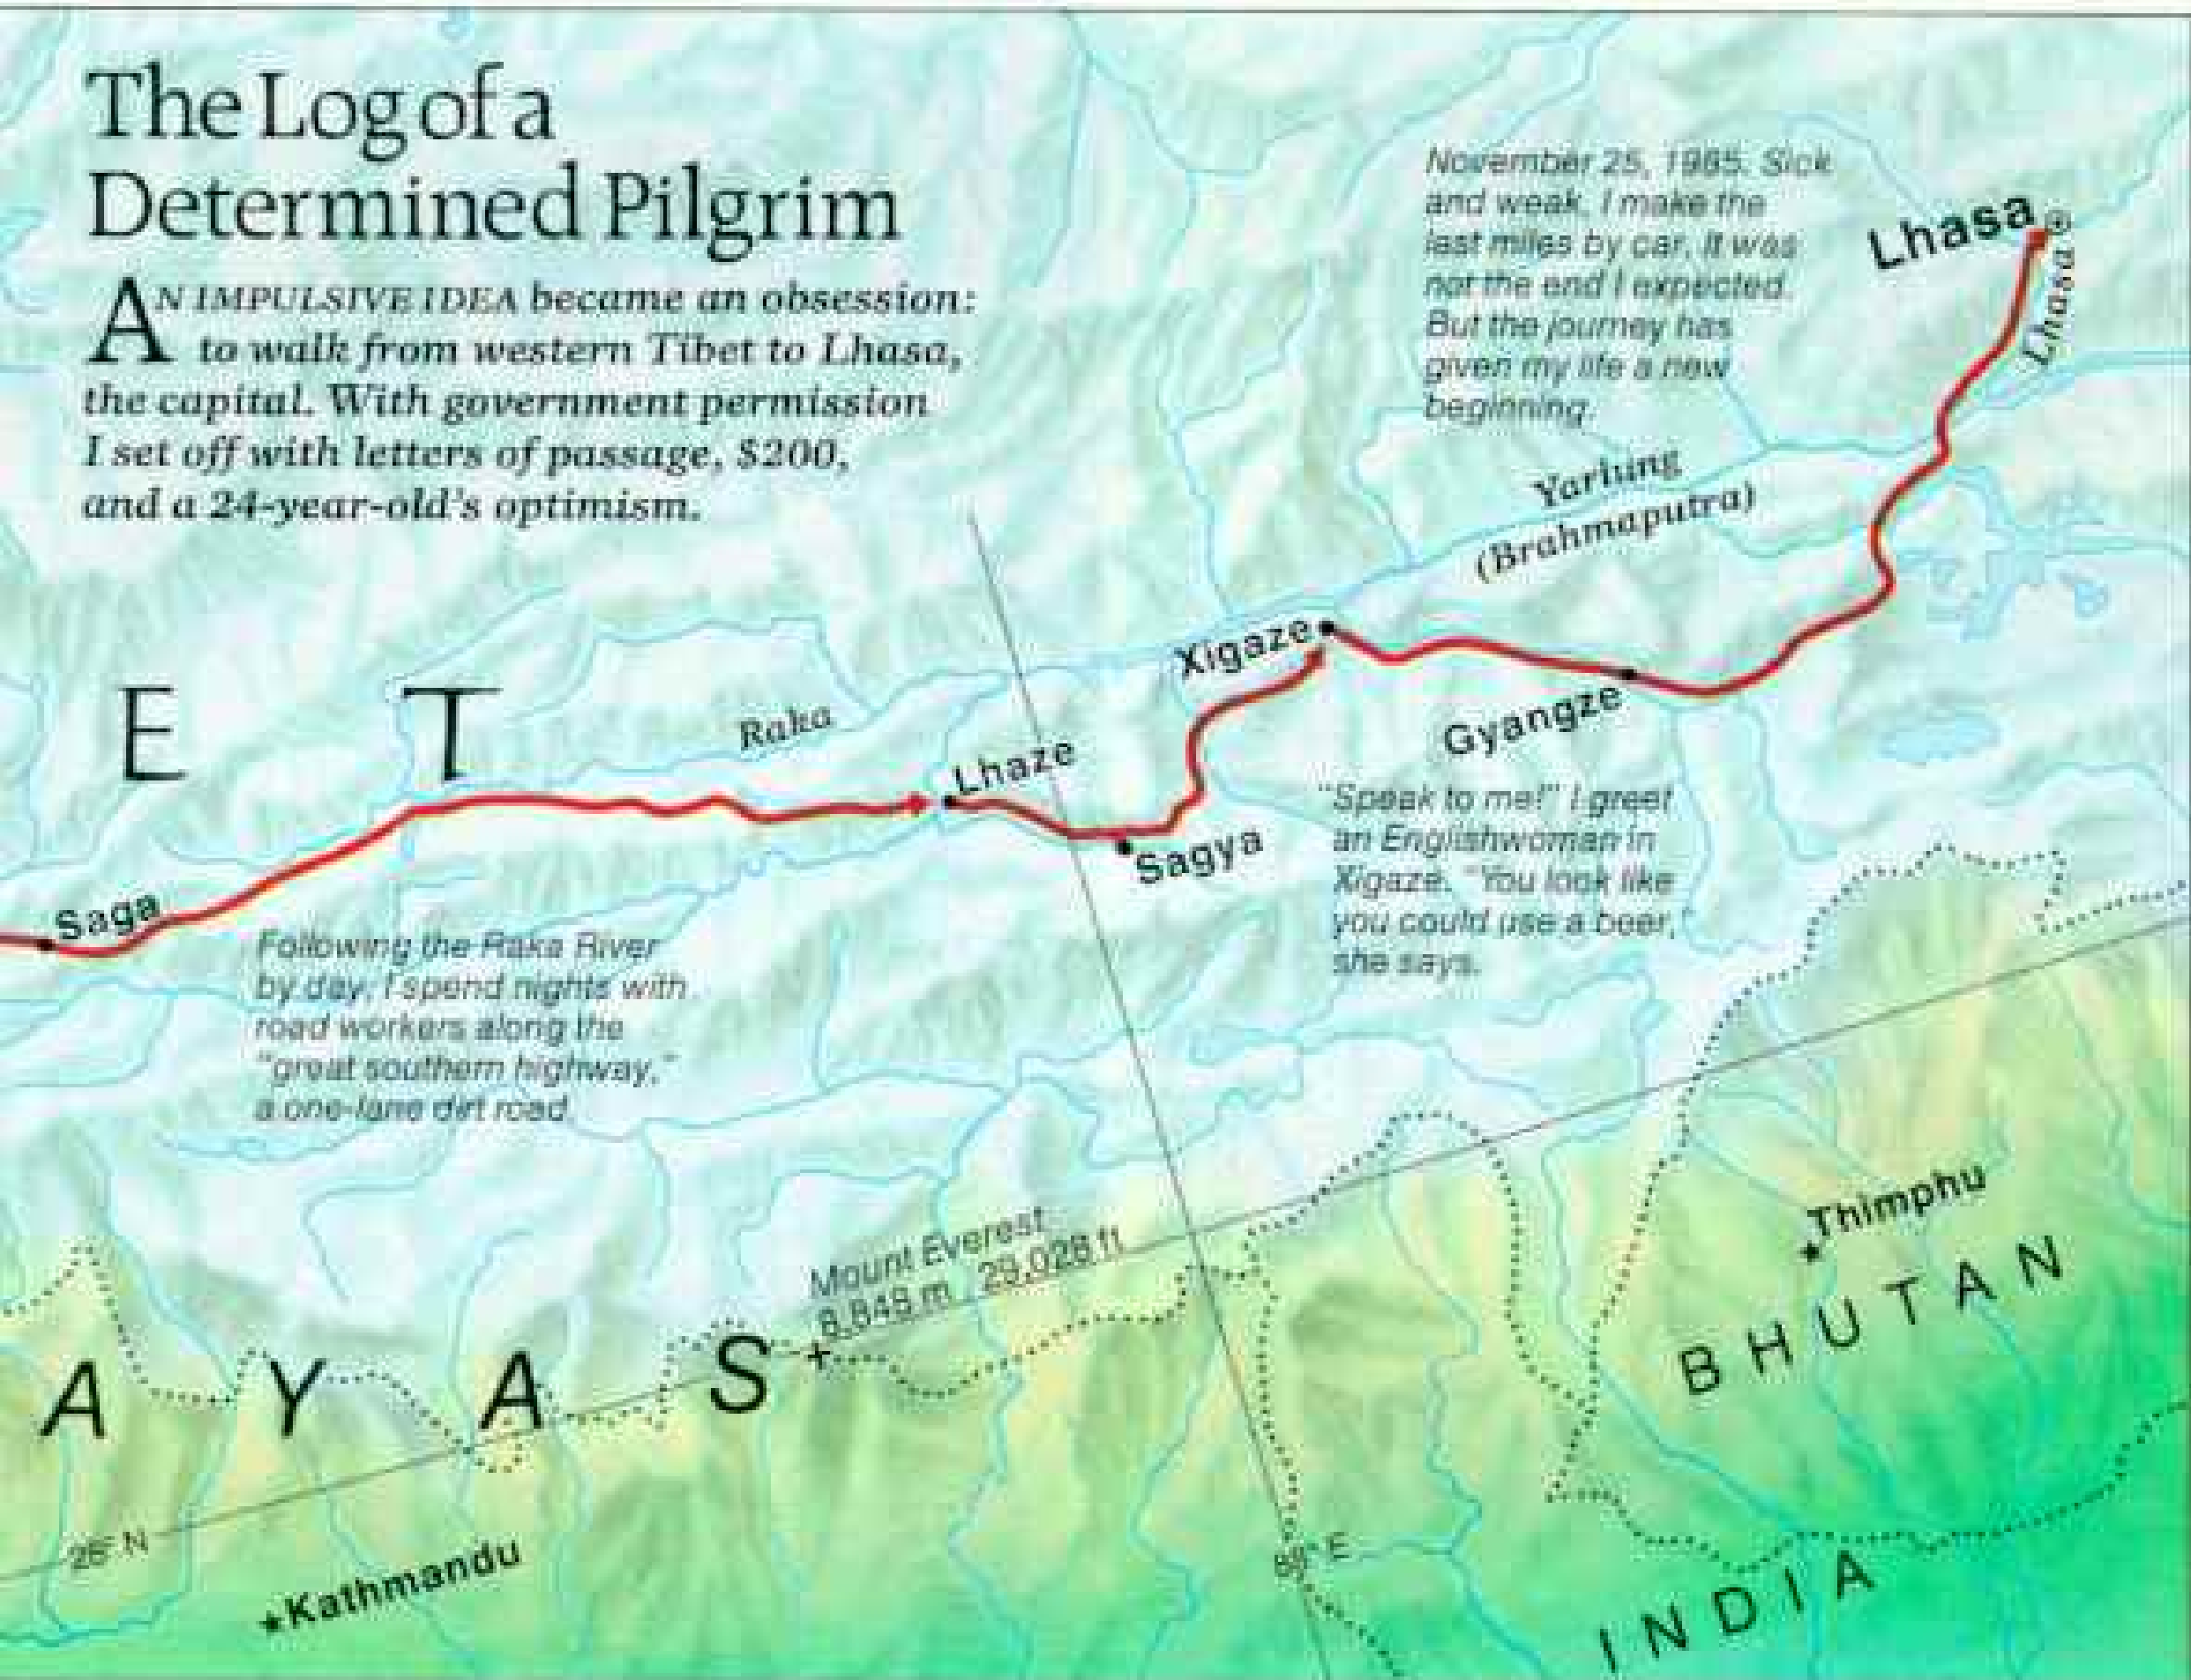 The Log of a
Determined Pilgrim
AN IMPULSIVE IDEA became an obsession:
to walk from western Tibet to Lhasa,
the capital. With government permission
I set off with letters of passage, $200,
and a 24-year-old's optimism.
November 25, 1985. Sick
and weak, I make the
last miles by car. It was
not the end I expected.
But the journey has
given my life a new
beginning.
Lhasa
Lhasa
Yarlung
(Brahmaputra)
Xigaze
Gyangze
E T
Raka
Lhaze
Sagya
"Speak to me!" I greet
an Englishwoman in
Xigaze. "You look like
you could use a beer,"
she says.
Saga
Following the Raka River
by day, I spend nights with
road workers along the
"great southern highway,"
a one-lane dirt road.
Mount Everest
8,848 m 29,028 ft
Thimphu
BHUTAN
A Y A S
N
Kathmandu
E
INDIA